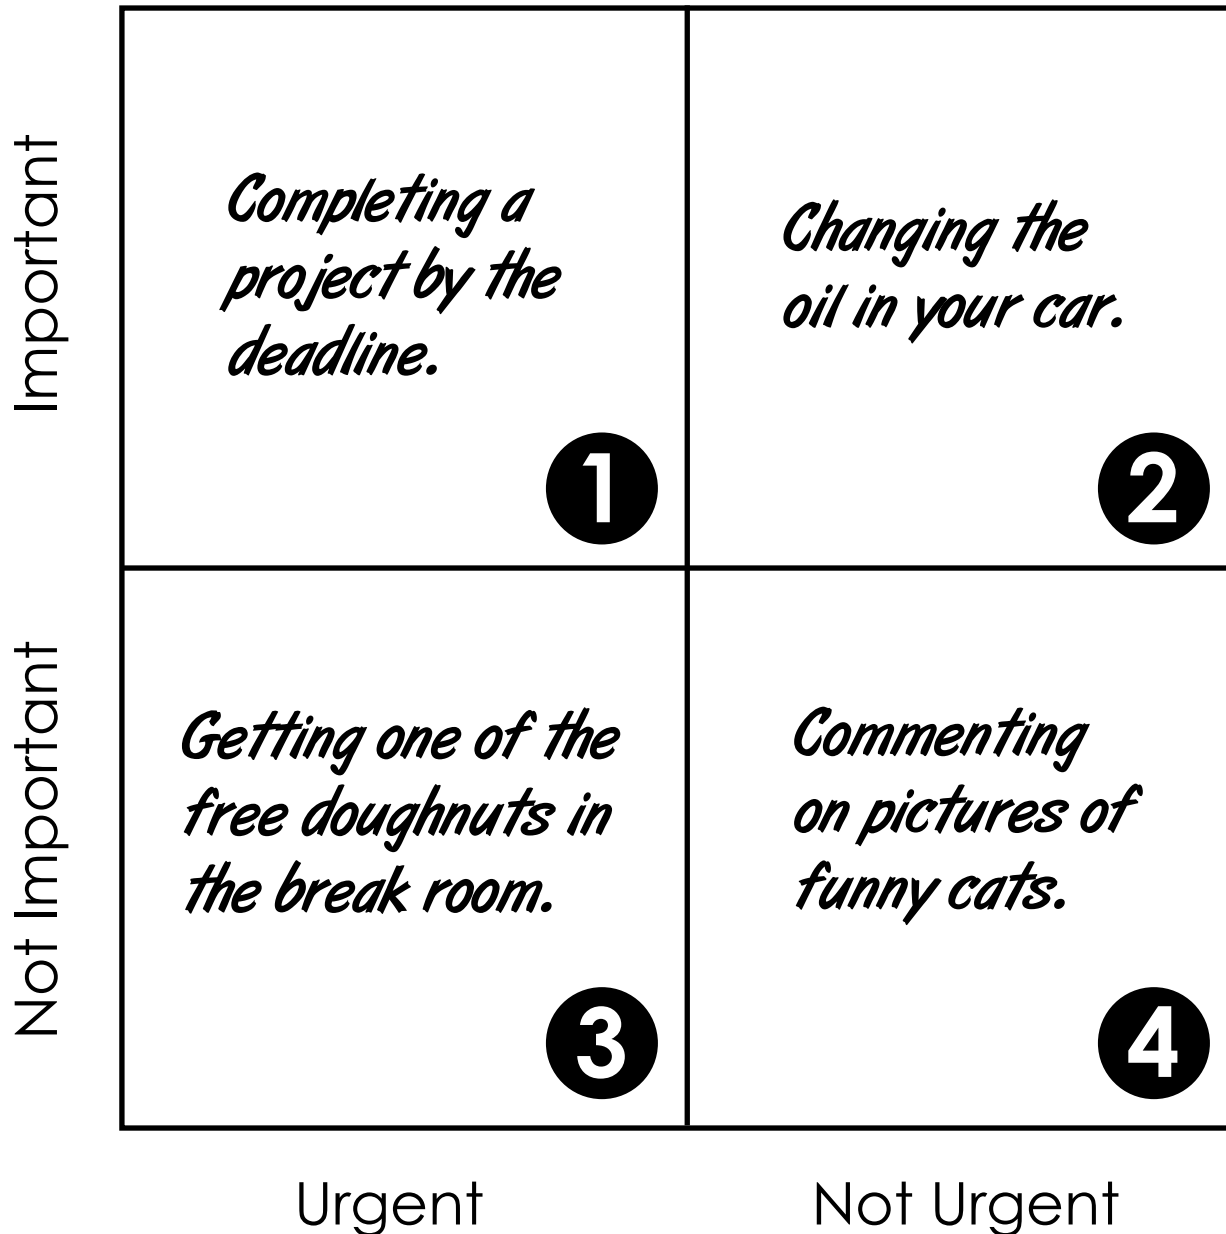 Important
Completing a
project by the
deadline.
1
Changing the
oil in your car.
2
Not Important
Getting one of the
free doughnuts in
the break room.
3
Commenting
on pictures of
funny cats.
4
Urgent
Not Urgent